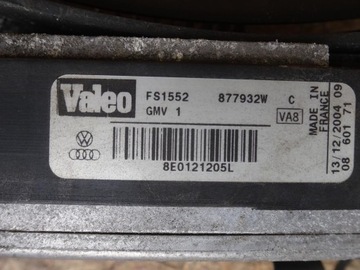 Valeo
FS1552 877932W C
GMV 1 VA8
8E0121205L
MADE IN
FRANCE
13/12/2004 09
08 601 71